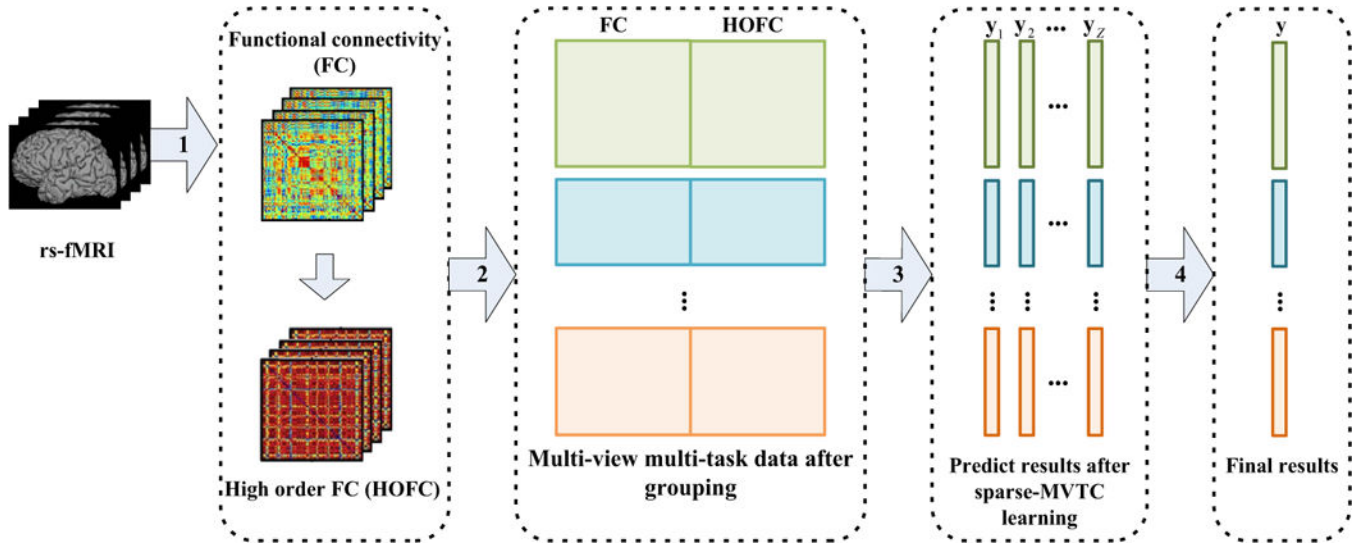 rs-fMRI
1
Functional connectivity
(FC)
High order FC (HOFC)
2
FC HOFC
Multi-view multi-task data after
grouping
3
y1 y2 ... yZ
...
...
...
Predict results after
sparse-MVTC
learning
4
y
Final results